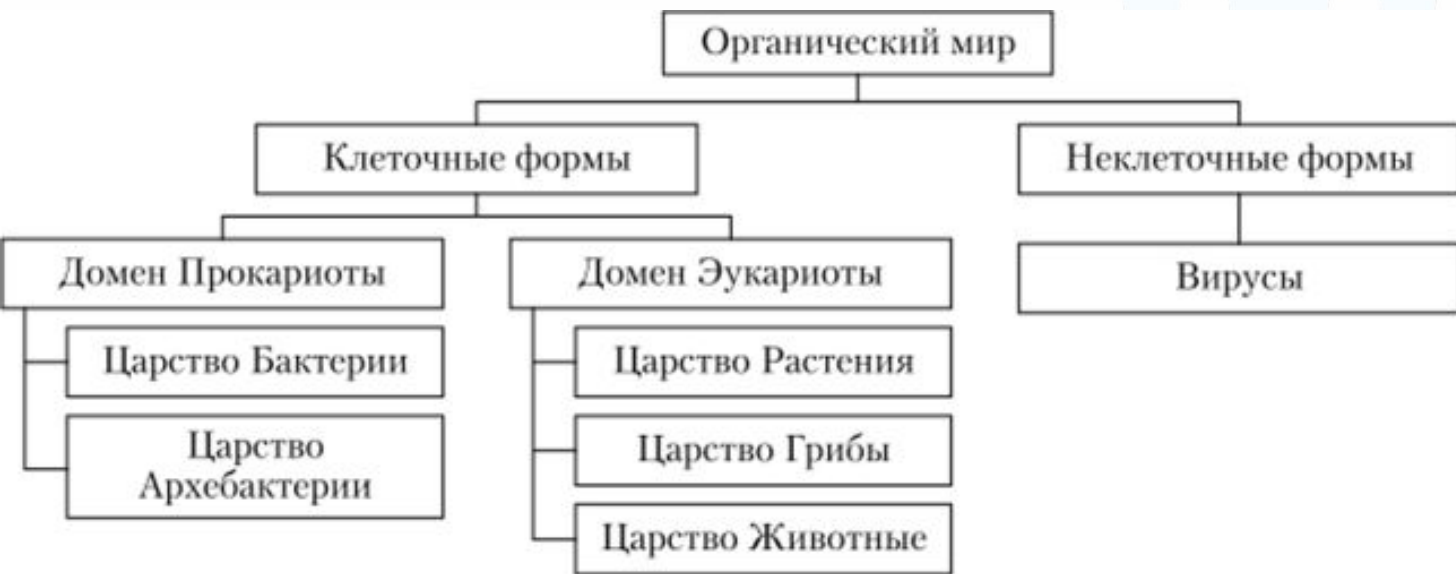 Органический мир
Клеточные формы
Неклеточные формы
Домен Прокариоты
Домен Эукариоты
Вирусы
Царство Бактерии
Царство Растения
Царство
Архебактерии
Царство Грибы
Царство Животные